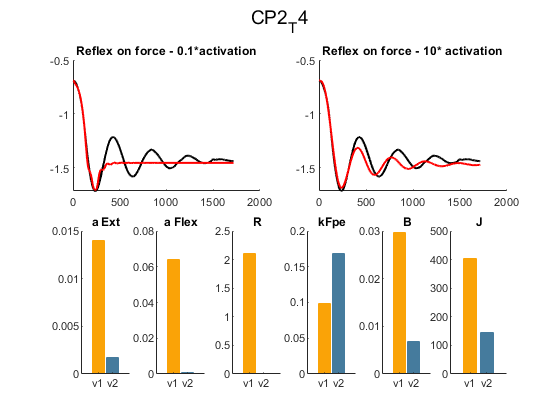 CP2_T4
Reflex on force - 0.1*activation
Reflex on force - 10* activation
-0.5
-1
-1.5
0 500 1000 1500 2000
-0.5
-1
-1.5
0 500 1000 1500 2000
a Ext
0.015
0.01
0.005
0
v1 v2
a Flex
0.08
0.06
0.04
0.02
0
v1 v2
R
2.5
2
1.5
1
0.5
0
v1 v2
kFpe
0.2
0.15
0.1
0.05
0
v1 v2
B
0.03
0.02
0.01
0
v1 v2
J
500
400
300
200
100
0
v1 v2